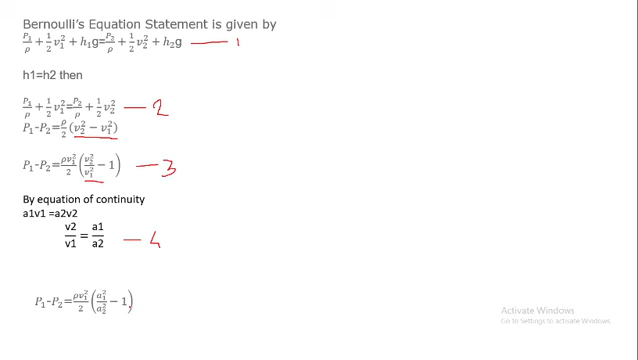 Bernoulli's Equation Statement is given by
P₁/ρ + 1/2 v₁² + h₁g = P₂/ρ + 1/2 v₂² + h₂g — 1
h1=h2 then
P₁/ρ + 1/2 v₁² = P₂/ρ + 1/2 v₂² — 2
P₁-P₂ = ρ/2 (v₂² − v₁²)
P₁-P₂ = ρv₁²/2 (v₂²/v₁² − 1) — 3
By equation of continuity
a1v1 =a2v2
v2/v1 = a1/a2 — 4
P₁-P₂ = ρv₁²/2 (a₁²/a₂² − 1)
Activate Windows
Go to Settings to activate Windows.